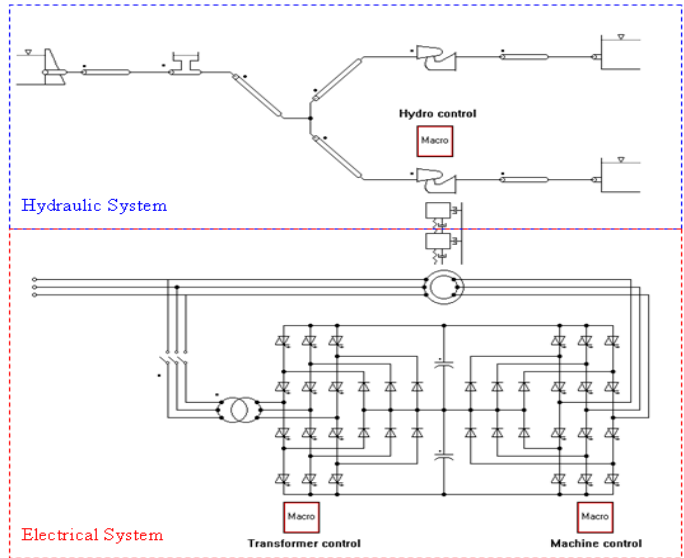 Hydro control
Macro
Hydraulic System
Macro
Macro
Electrical System
Transformer control
Machine control